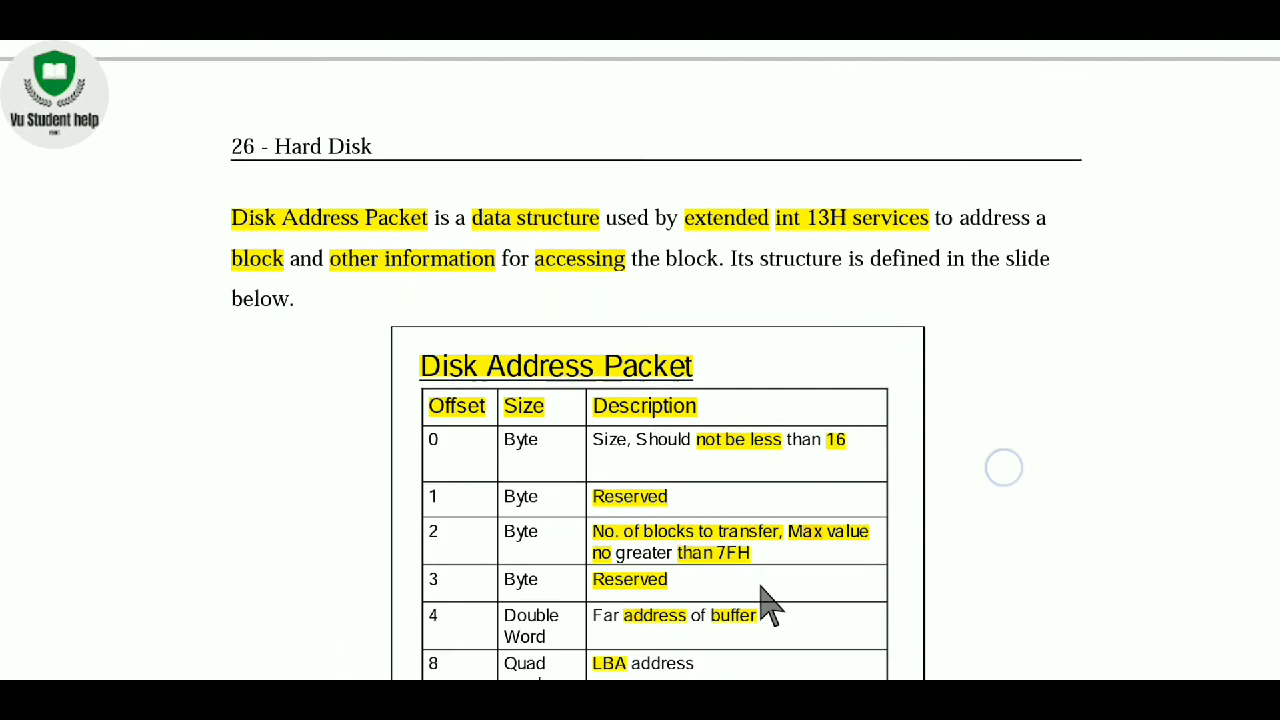 Vu Student help
26 - Hard Disk
Disk Address Packet is a data structure used by extended int 13H services to address a
block and other information for accessing the block. Its structure is defined in the slide
below.
Disk Address Packet
Offset Size Description
0 Byte Size, Should not be less than 16
1 Byte Reserved
2 Byte No. of blocks to transfer, Max value
no greater than 7FH
3 Byte Reserved
4 Double Far address of buffer
Word
8 Quad LBA address